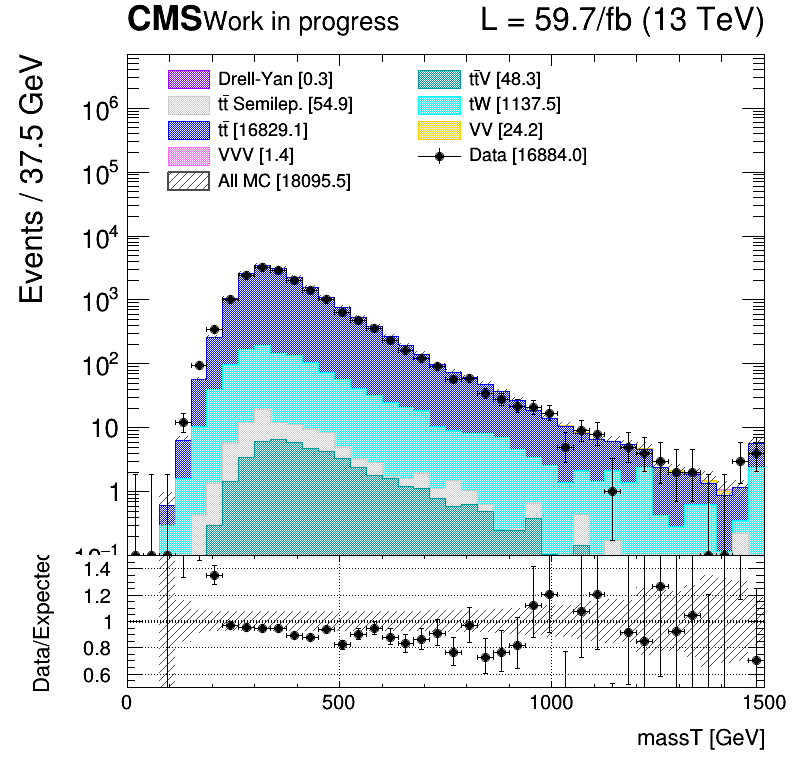 CMS Work in progress L = 59.7/fb (13 TeV)
Events / 37.5 GeV
Drell-Yan [0.3]
tt̄ Semilep. [54.9]
tt̄ [16829.1]
VVV [1.4]
All MC [18095.5]
tt̄V [48.3]
tW [1137.5]
VV [24.2]
Data [16884.0]
10⁶
10⁵
10⁴
10³
10²
10
1
10⁻¹
Data/Expected
1.4
1.2
1
0.8
0.6
0 500 1000 1500
massT [GeV]